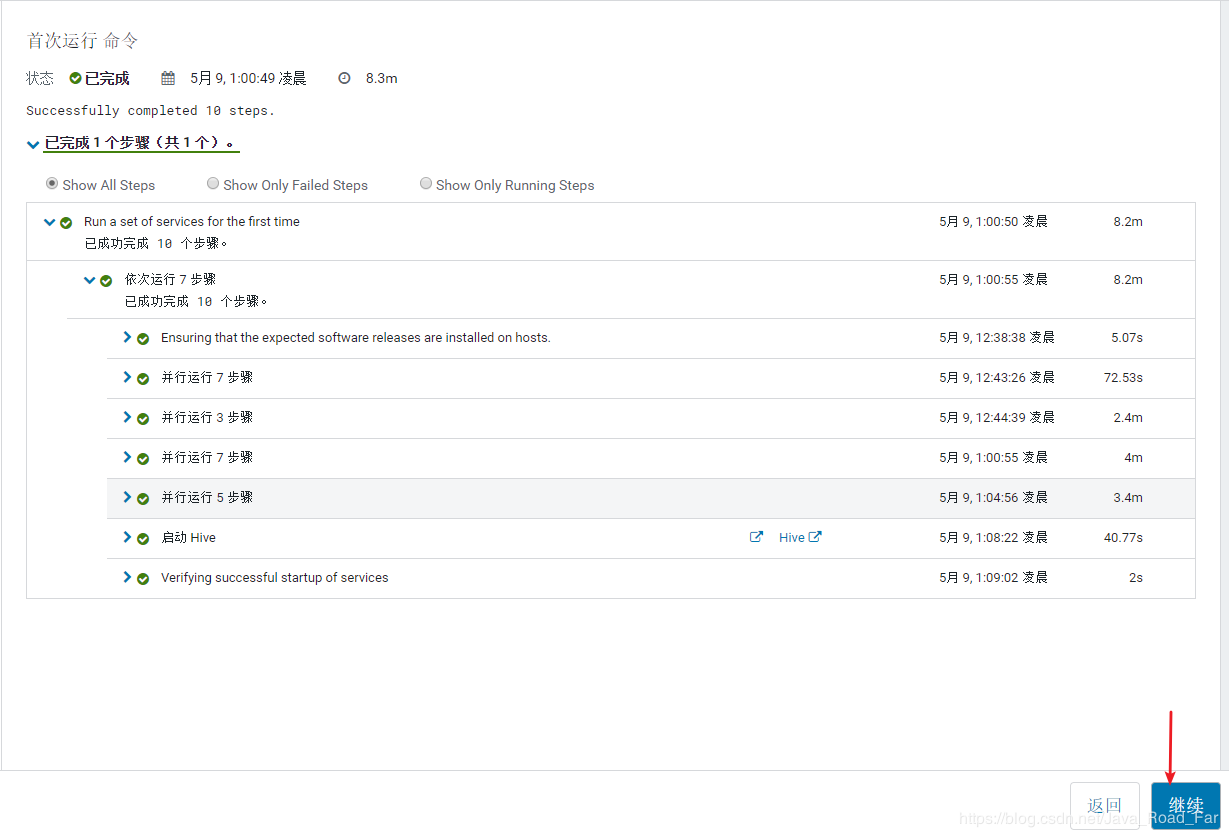 首次运行 命令
状态 已完成 5月 9, 1:00:49 凌晨 8.3m
Successfully completed 10 steps.
已完成 1 个步骤（共 1 个）。
Show All Steps Show Only Failed Steps Show Only Running Steps
Run a set of services for the first time 5月 9, 1:00:50 凌晨 8.2m
已成功完成 10 个步骤。
依次运行 7 步骤 5月 9, 1:00:55 凌晨 8.2m
已成功完成 10 个步骤。
Ensuring that the expected software releases are installed on hosts. 5月 9, 12:38:38 凌晨 5.07s
并行运行 7 步骤 5月 9, 12:43:26 凌晨 72.53s
并行运行 3 步骤 5月 9, 12:44:39 凌晨 2.4m
并行运行 7 步骤 5月 9, 1:00:55 凌晨 4m
并行运行 5 步骤 5月 9, 1:04:56 凌晨 3.4m
启动 Hive Hive 5月 9, 1:08:22 凌晨 40.77s
Verifying successful startup of services 5月 9, 1:09:02 凌晨 2s
返回 继续
https://blog.csdn.net/Java_Road_Far